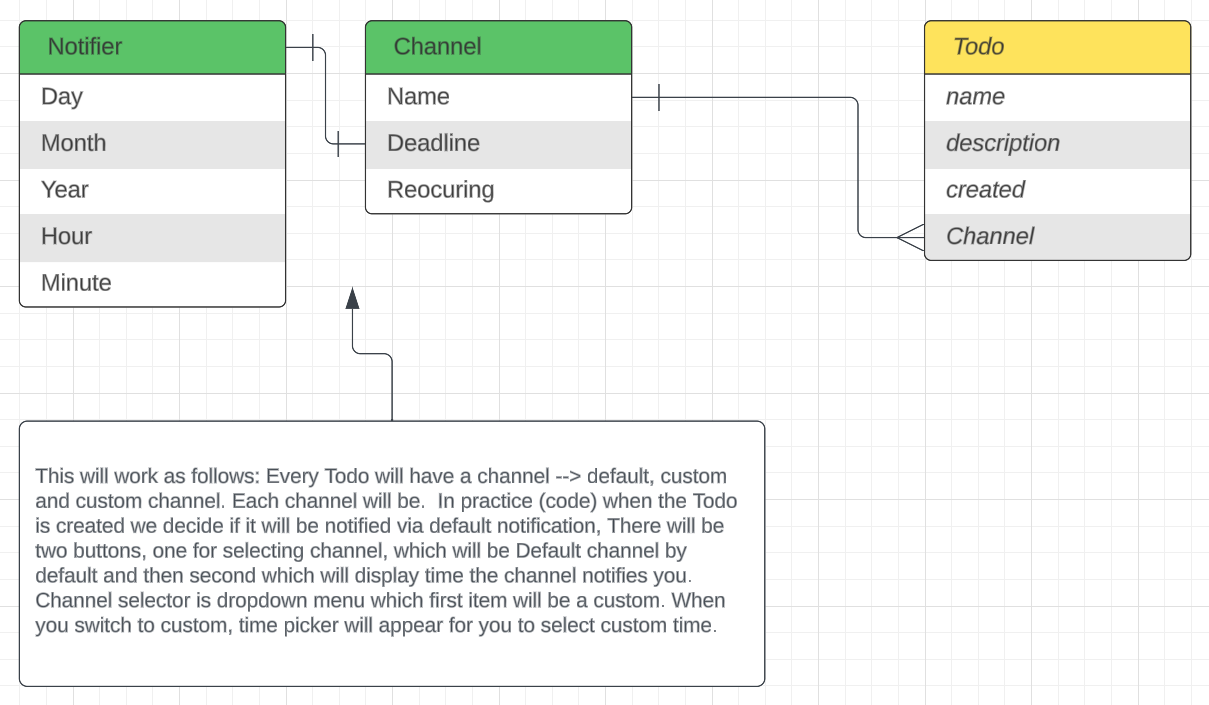 Notifier
Day
Month
Year
Hour
Minute
Channel
Name
Deadline
Reocuring
Todo
name
description
created
Channel
This will work as follows: Every Todo will have a channel --> default, custom
and custom channel. Each channel will be.  In practice (code) when the Todo
is created we decide if it will be notified via default notification, There will be
two buttons, one for selecting channel, which will be Default channel by
default and then second which will display time the channel notifies you.
Channel selector is dropdown menu which first item will be a custom. When
you switch to custom, time picker will appear for you to select custom time.